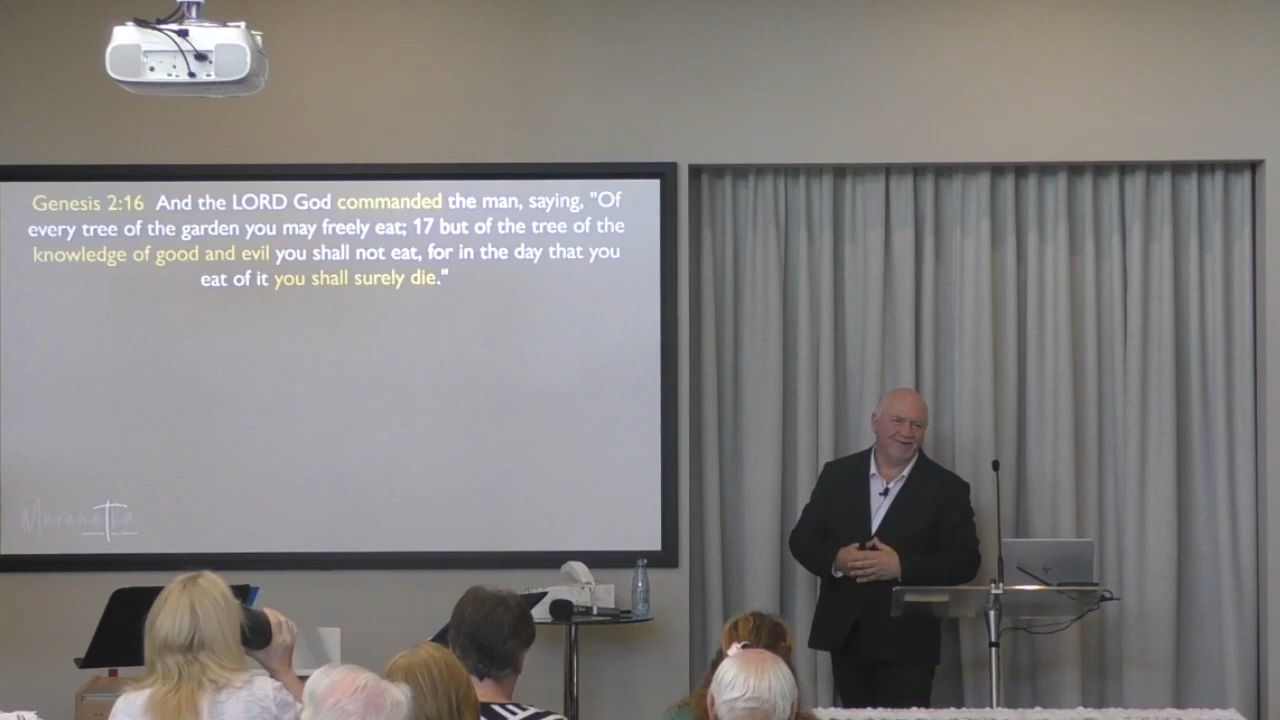 Genesis 2:16 And the LORD God commanded the man, saying, "Of
every tree of the garden you may freely eat; 17 but of the tree of the
knowledge of good and evil you shall not eat, for in the day that you
eat of it you shall surely die."
Maranatha
hp